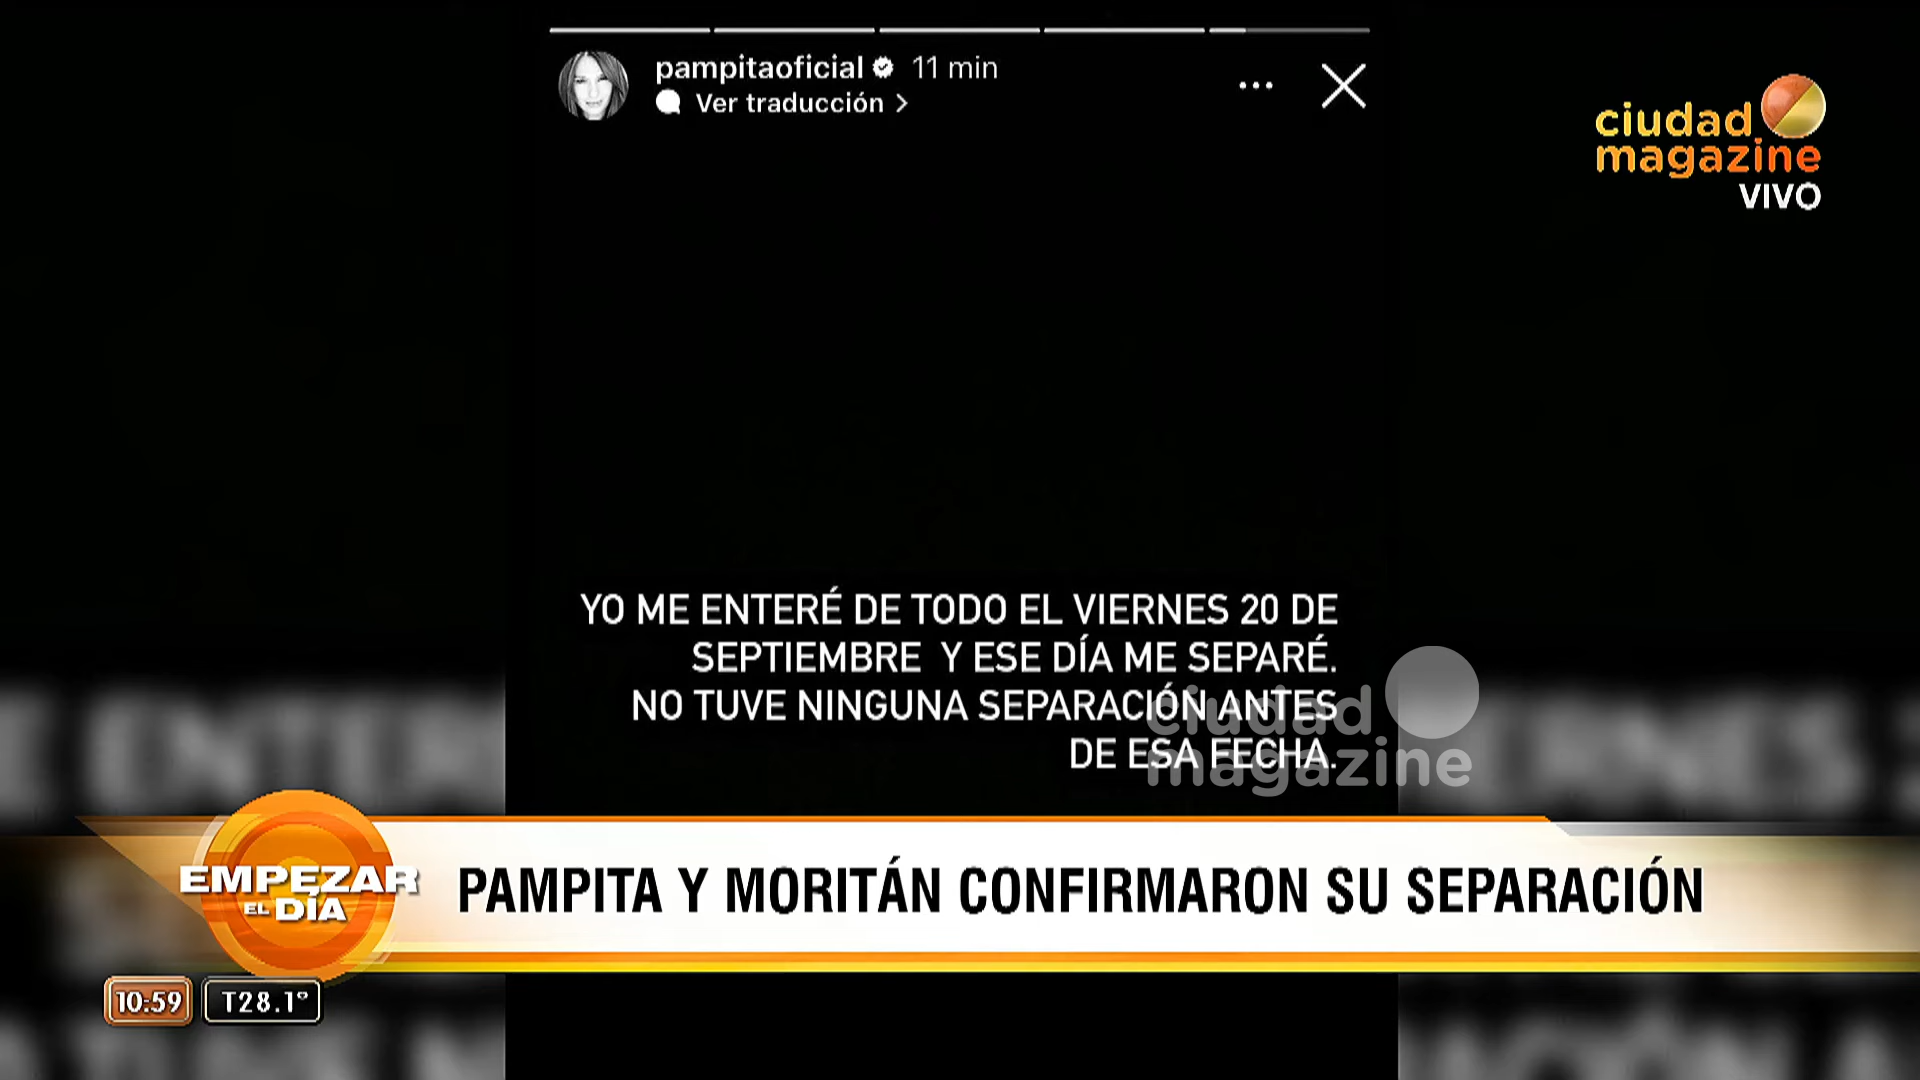 pampitaoficial 11 min
Ver traducción >
ciudad
magazine
VIVO
YO ME ENTERÉ DE TODO EL VIERNES 20 DE
SEPTIEMBRE Y ESE DÍA ME SEPARÉ.
NO TUVE NINGUNA SEPARACIÓN ANTES
DE ESA FECHA.
ciudad
magazine
EMPEZAR
EL DÍA
PAMPITA Y MORITÁN CONFIRMARON SU SEPARACIÓN
10:59 T28.1°